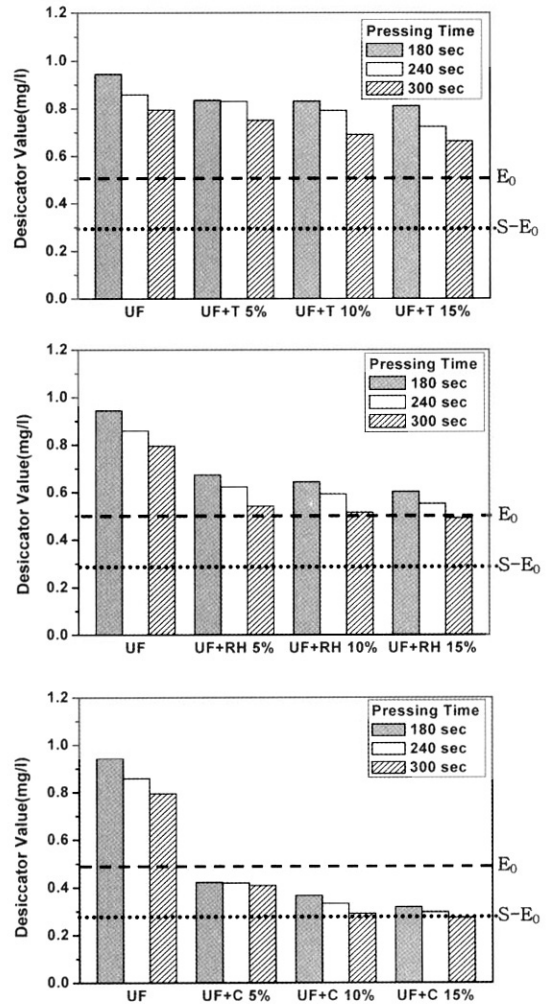 1.2
Pressing Time
180 sec
240 sec
300 sec
1.0
0.8
0.6
E₀
0.4
S-E₀
0.2
0.0
Desiccator Value(mg/l)
UF UF+T 5% UF+T 10% UF+T 15%
1.2
Pressing Time
180 sec
240 sec
300 sec
1.0
0.8
0.6
E₀
0.4
S-E₀
0.2
0.0
Desiccator Value(mg/l)
UF UF+RH 5% UF+RH 10% UF+RH 15%
1.2
Pressing Time
180 sec
240 sec
300 sec
1.0
0.8
0.6
E₀
0.4
S-E₀
0.2
0.0
Desiccator Value(mg/l)
UF UF+C 5% UF+C 10% UF+C 15%